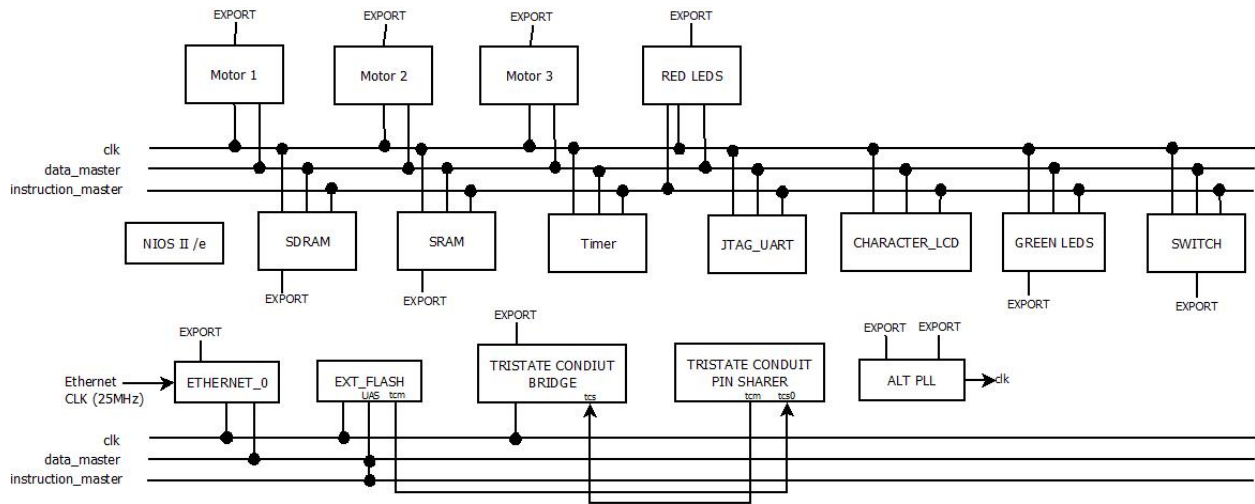 EXPORT
EXPORT
EXPORT
EXPORT
Motor 1
Motor 2
Motor 3
RED LEDS
clk
data_master
instruction_master
NIOS II /e
SDRAM
SRAM
Timer
JTAG_UART
CHARACTER_LCD
GREEN LEDS
SWITCH
EXPORT
EXPORT
EXPORT
EXPORT
EXPORT
EXPORT
EXPORT
EXPORT
Ethernet
CLK (25MHz)
ETHERNET_0
EXT_FLASH
UAS
tcm
TRISTATE CONDIUT
BRIDGE
tcs
TRISTATE CONDUIT
PIN SHARER
tcm
tcs0
ALT PLL
clk
clk
data_master
instruction_master